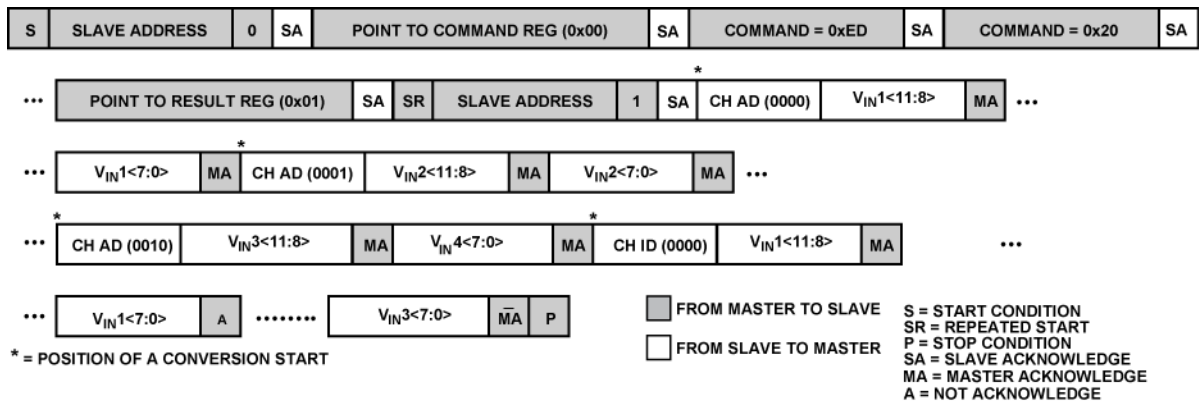 S SLAVE ADDRESS 0 SA POINT TO COMMAND REG (0x00) SA COMMAND = 0xED SA COMMAND = 0x20 SA
*
... POINT TO RESULT REG (0x01) SA SR SLAVE ADDRESS 1 SA CH AD (0000) VIN1<11:8> MA ...
*
... VIN1<7:0> MA CH AD (0001) VIN2<11:8> MA VIN2<7:0> MA ...
* *
... CH AD (0010) VIN3<11:8> MA VIN4<7:0> MA CH ID (0000) VIN1<11:8> MA ...
... VIN1<7:0> A ........ VIN3<7:0> M̅A̅ P
* = POSITION OF A CONVERSION START
FROM MASTER TO SLAVE
FROM SLAVE TO MASTER
S = START CONDITION
SR = REPEATED START
P = STOP CONDITION
SA = SLAVE ACKNOWLEDGE
MA = MASTER ACKNOWLEDGE
A = NOT ACKNOWLEDGE